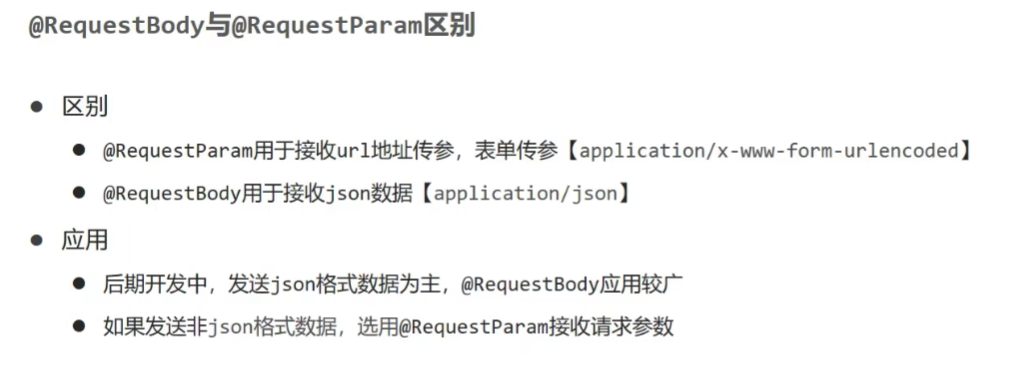 @RequestBody与@RequestParam区别
● 区别
● @RequestParam用于接收url地址传参，表单传参【application/x-www-form-urlencoded】
● @RequestBody用于接收json数据【application/json】
● 应用
● 后期开发中，发送json格式数据为主，@RequestBody应用较广
● 如果发送非json格式数据，选用@RequestParam接收请求参数